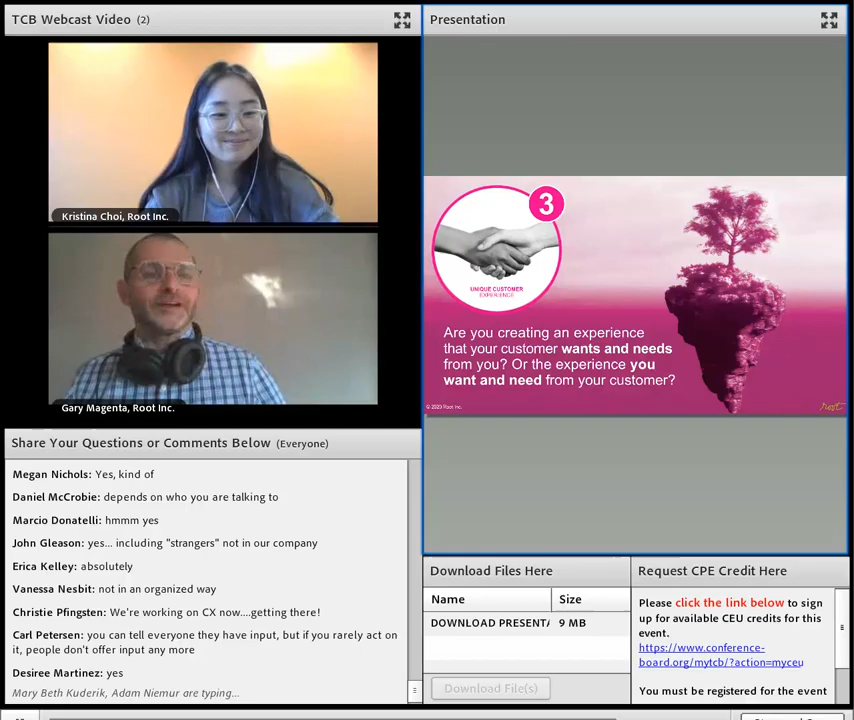 TCB Webcast Video (2)
Kristina Choi, Root Inc.
Gary Magenta, Root Inc.
Share Your Questions or Comments Below (Everyone)
Megan Nichols: Yes, kind of
Daniel McCrobie: depends on who you are talking to
Marcio Donatelli: hmmm yes
John Gleason: yes... including "strangers" not in our company
Erica Kelley: absolutely
Vanessa Nesbit: not in an organized way
Christie Pfingsten: We're working on CX now....getting there!
Carl Petersen: you can tell everyone they have input, but if you rarely act on
it, people don't offer input any more
Desiree Martinez: yes
Mary Beth Kuderik, Adam Niemur are typing...
Presentation
3
UNIQUE CUSTOMER
EXPERIENCE
Are you creating an experience
that your customer wants and needs
from you? Or the experience you
want and need from your customer?
© 2023 Root Inc.
root
Download Files Here
Name Size
DOWNLOAD PRESENTA 9 MB
Download File(s)
Request CPE Credit Here
Please click the link below to sign
up for available CEU credits for this
event.
https://www.conference-
board.org/mytcb/?action=myceu
You must be registered for the event